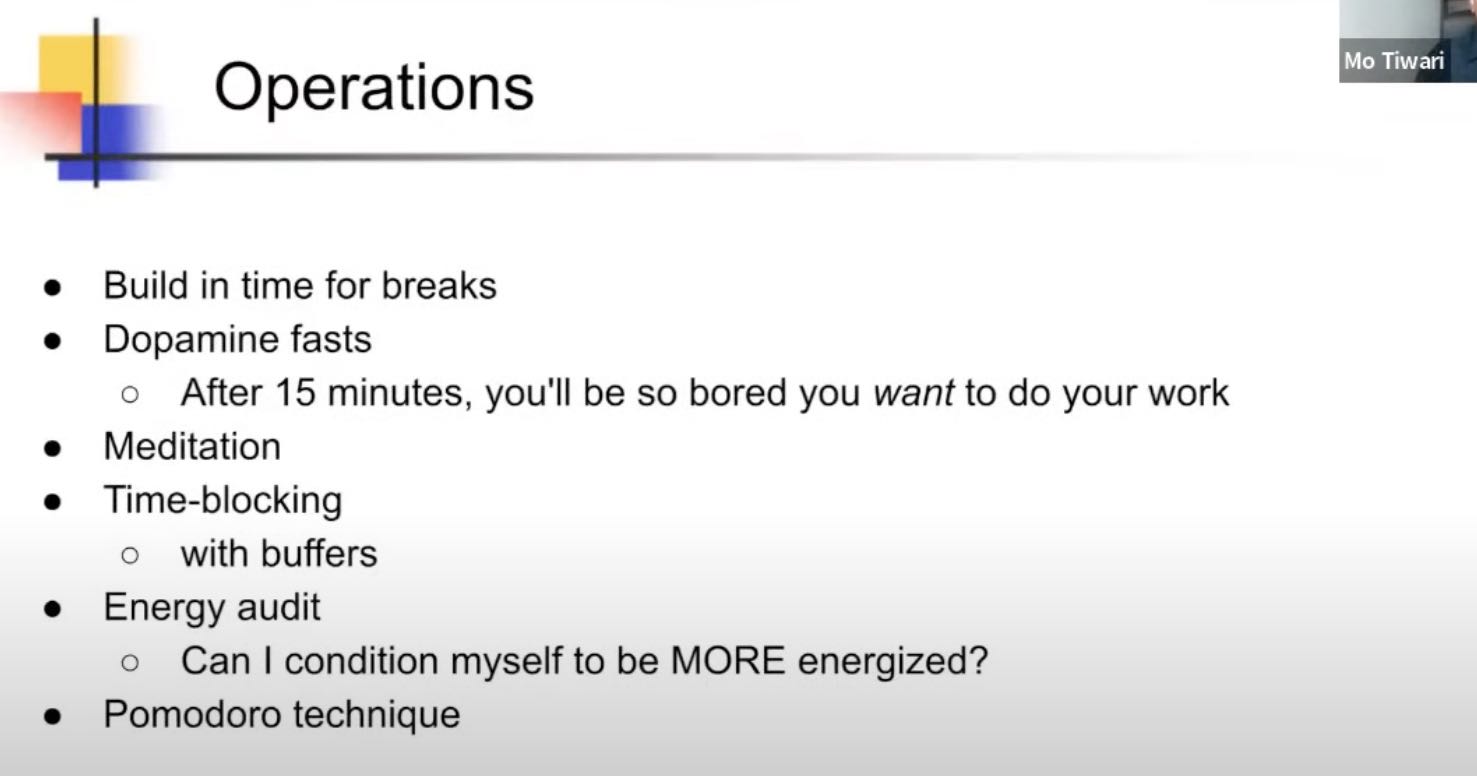 Mo Tiwari
Operations
● Build in time for breaks
● Dopamine fasts
○ After 15 minutes, you'll be so bored you want to do your work
● Meditation
● Time-blocking
○ with buffers
● Energy audit
○ Can I condition myself to be MORE energized?
● Pomodoro technique